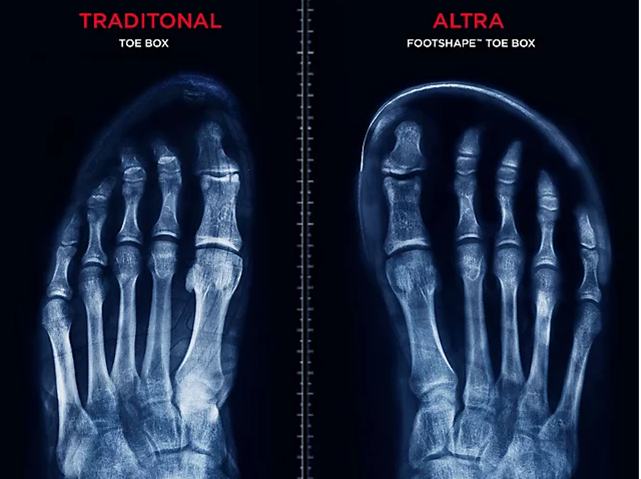 TRADITONAL
TOE BOX
ALTRA
FOOTSHAPE™ TOE BOX